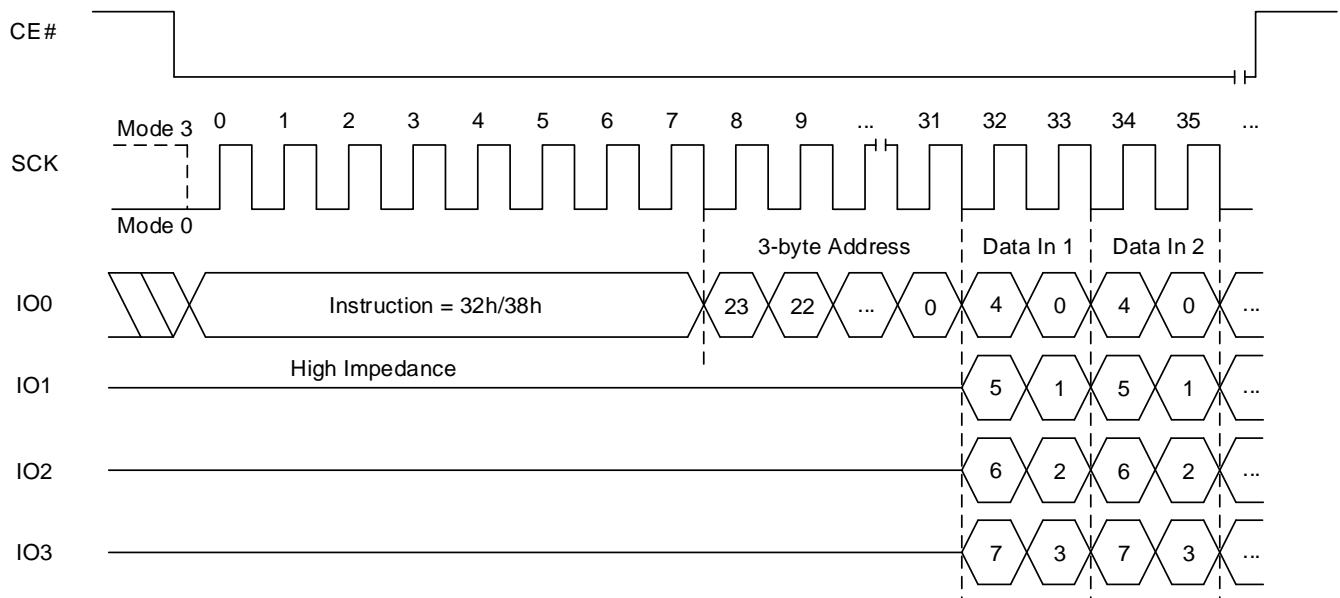 CE#
Mode 3 0 1 2 3 4 5 6 7 8 9 ... 31 32 33 34 35 ...
SCK
Mode 0
3-byte Address Data In 1 Data In 2
IO0 Instruction = 32h/38h 23 22 ... 0 4 0 4 0 ...
High Impedance
IO1 5 1 5 1 ...
IO2 6 2 6 2 ...
IO3 7 3 7 3 ...